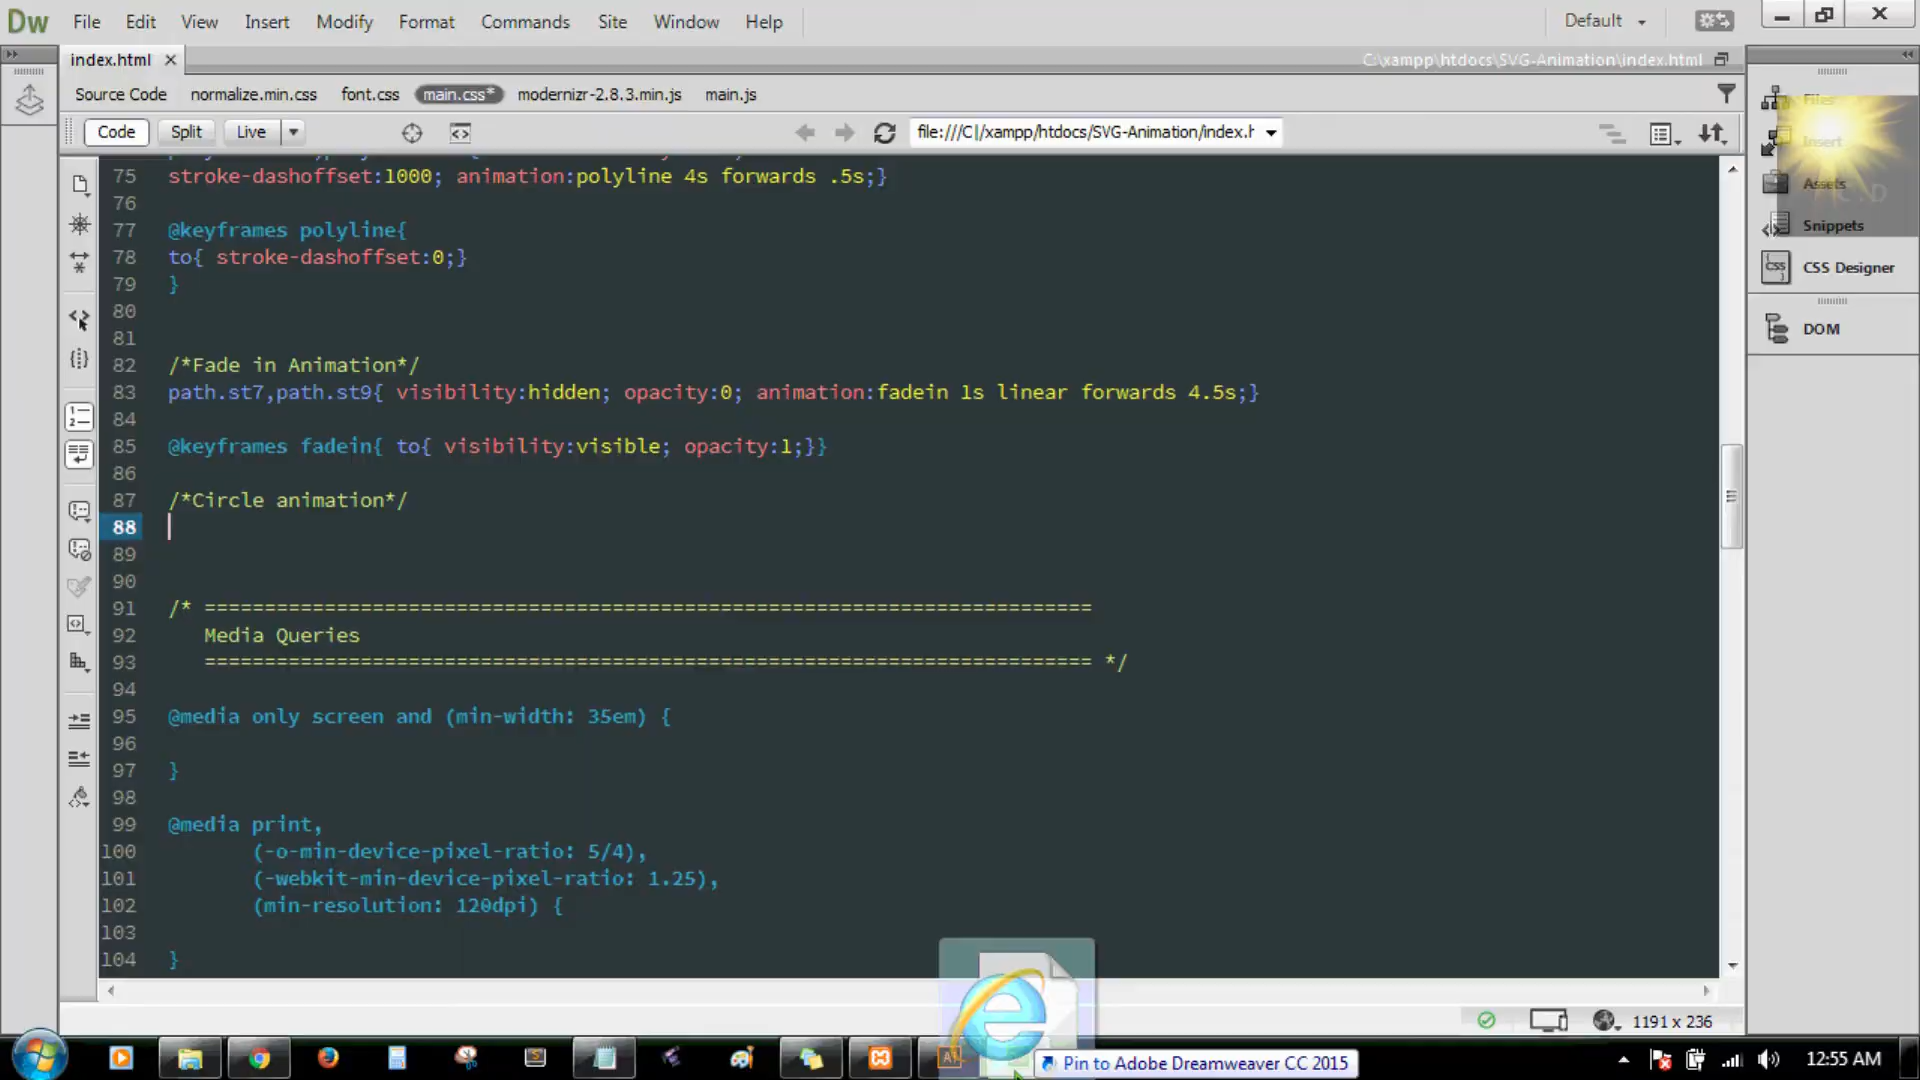 Dw File Edit View Insert Modify Format Commands Site Window Help Default
index.html C:\xampp\htdocs\SVG-Animation\index.html
Source Code normalize.min.css font.css main.css* modernizr-2.8.3.min.js main.js
Code Split Live file:///C|/xampp/htdocs/SVG-Animation/index.h
Files
Insert
Assets
Snippets
CSS Designer
DOM
75 stroke-dashoffset:1000; animation:polyline 4s forwards .5s;}
76
77 @keyframes polyline{
78 to{ stroke-dashoffset:0;}
79 }
80
81
82 /*Fade in Animation*/
83 path.st7,path.st9{ visibility:hidden; opacity:0; animation:fadein 1s linear forwards 4.5s;}
84
85 @keyframes fadein{ to{ visibility:visible; opacity:1;}}
86
87 /*Circle animation*/
88
89
90
91 /* ==========================================================================
92 Media Queries
93 ========================================================================== */
94
95 @media only screen and (min-width: 35em) {
96
97 }
98
99 @media print,
100 (-o-min-device-pixel-ratio: 5/4),
101 (-webkit-min-device-pixel-ratio: 1.25),
102 (min-resolution: 120dpi) {
103
104 }
1191 x 236
Pin to Adobe Dreamweaver CC 2015
12:55 AM